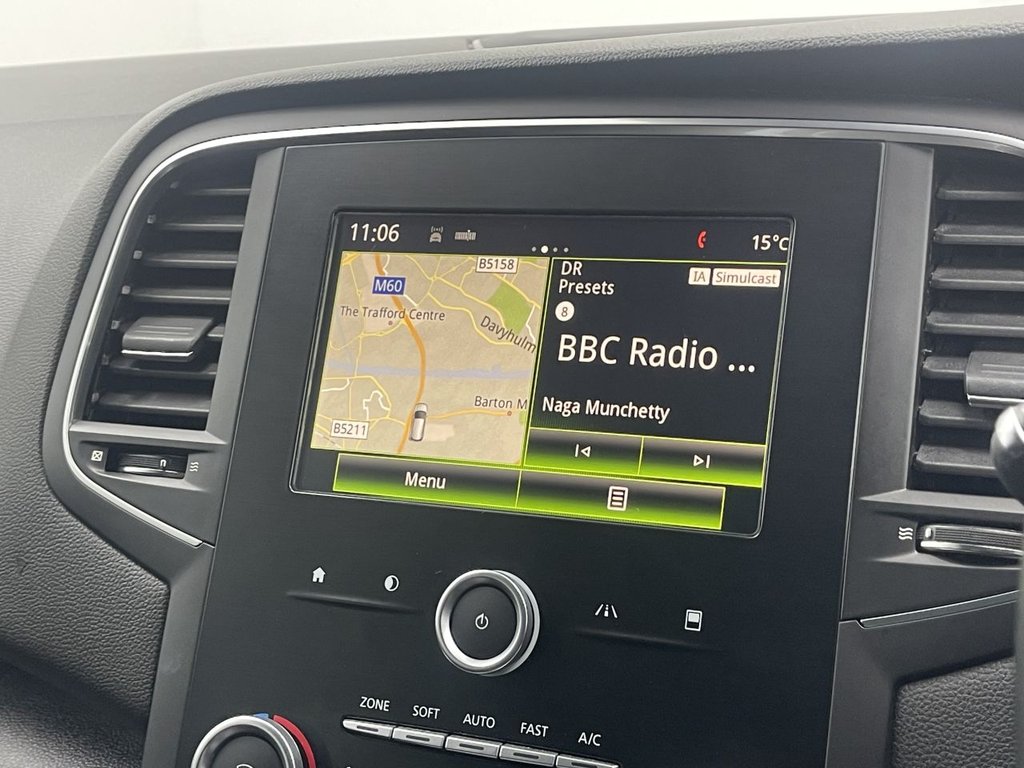 11:06
15°C
B5158
M60
The Trafford Centre
Davyhulm
Barton M
B5211
DR
Presets
IA Simulcast
8
BBC Radio ...
Naga Munchetty
Menu
ZONE SOFT AUTO FAST A/C